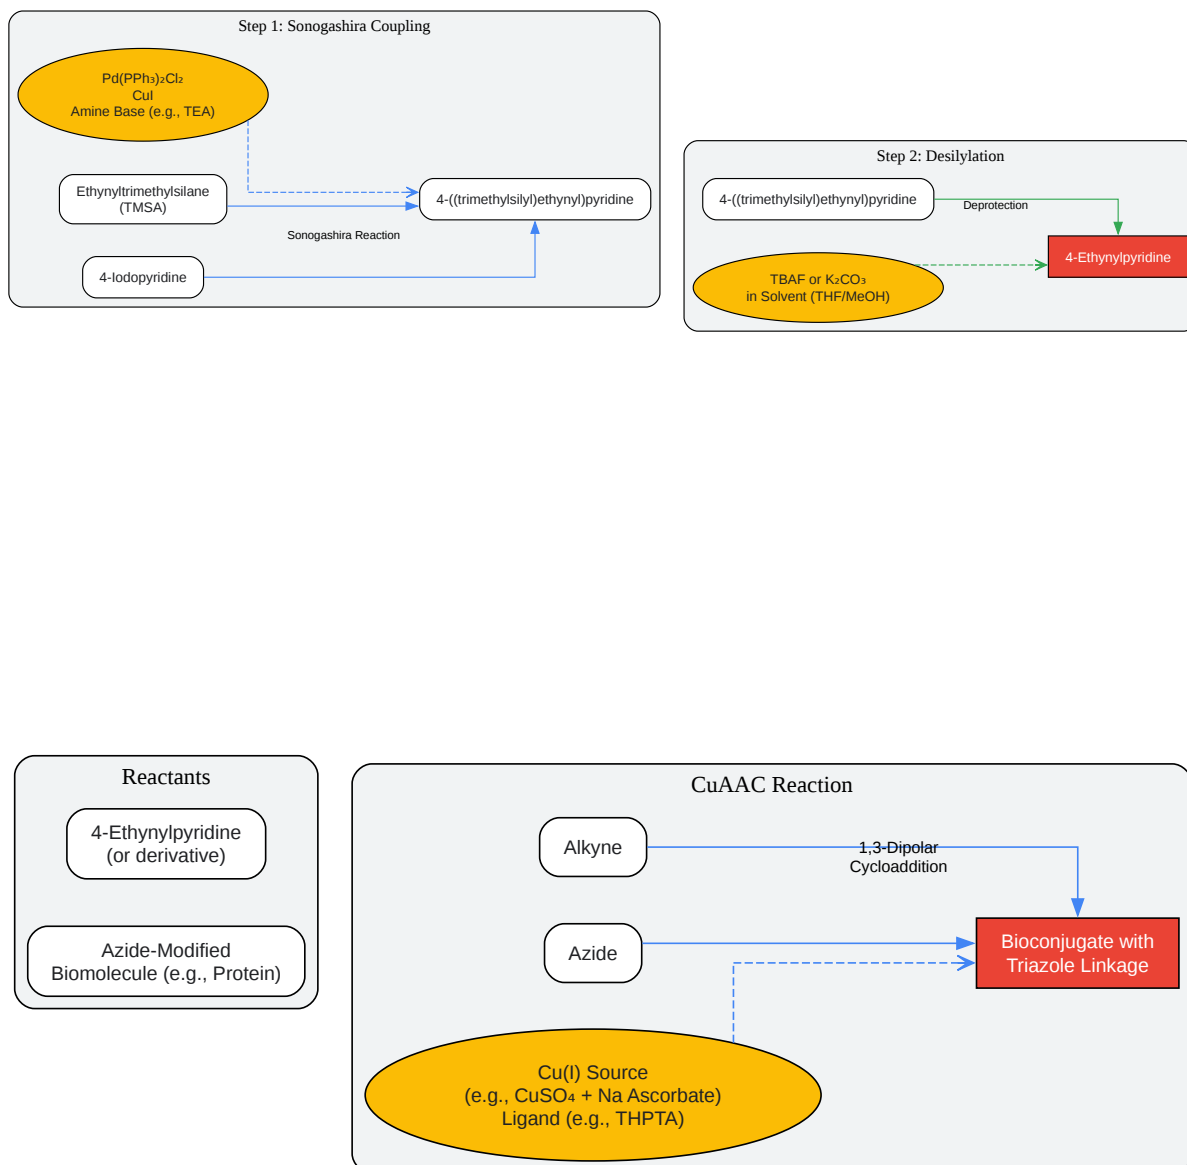 Step 1: Sonogashira Coupling
Pd(PPh₃)₂Cl₂
CuI
Amine Base (e.g., TEA)
Ethynyltrimethylsilane
(TMSA)
4-((trimethylsilyl)ethynyl)pyridine
Sonogashira Reaction
4-Iodopyridine
Step 2: Desilylation
4-((trimethylsilyl)ethynyl)pyridine
Deprotection
4-Ethynylpyridine
TBAF or K₂CO₃
in Solvent (THF/MeOH)
Reactants
4-Ethynylpyridine
(or derivative)
Azide-Modified
Biomolecule (e.g., Protein)
CuAAC Reaction
Alkyne
1,3-Dipolar
Cycloaddition
Azide
Bioconjugate with
Triazole Linkage
Cu(I) Source
(e.g., CuSO₄ + Na Ascorbate)
Ligand (e.g., THPTA)